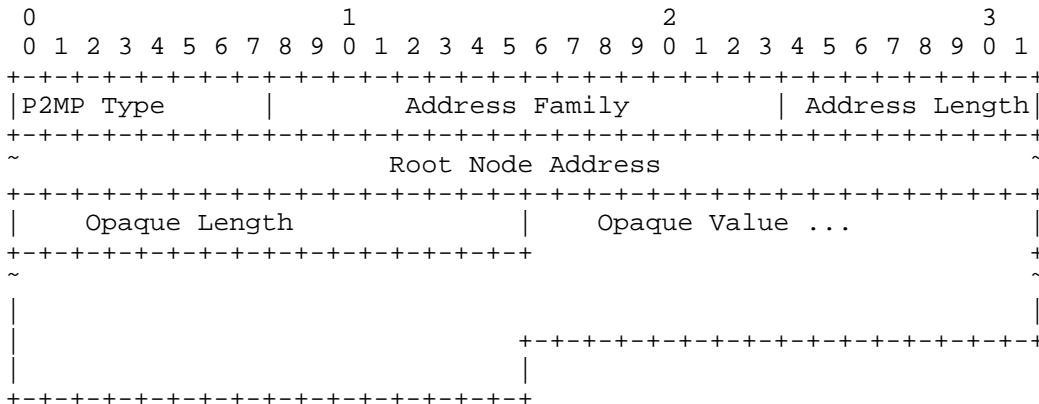 0                   1                   2                   3
 0 1 2 3 4 5 6 7 8 9 0 1 2 3 4 5 6 7 8 9 0 1 2 3 4 5 6 7 8 9 0 1
+-+-+-+-+-+-+-+-+-+-+-+-+-+-+-+-+-+-+-+-+-+-+-+-+-+-+-+-+-+-+-+-+
|P2MP Type      |        Address Family         | Address Length|
+-+-+-+-+-+-+-+-+-+-+-+-+-+-+-+-+-+-+-+-+-+-+-+-+-+-+-+-+-+-+-+-+
~                       Root Node Address                       ~
+-+-+-+-+-+-+-+-+-+-+-+-+-+-+-+-+-+-+-+-+-+-+-+-+-+-+-+-+-+-+-+-+
|    Opaque Length              |    Opaque Value ...           |
+-+-+-+-+-+-+-+-+-+-+-+-+-+-+-+-+                               +
~                                                               ~
|                                                               |
|                               +-+-+-+-+-+-+-+-+-+-+-+-+-+-+-+-+
|                               |
+-+-+-+-+-+-+-+-+-+-+-+-+-+-+-+-+